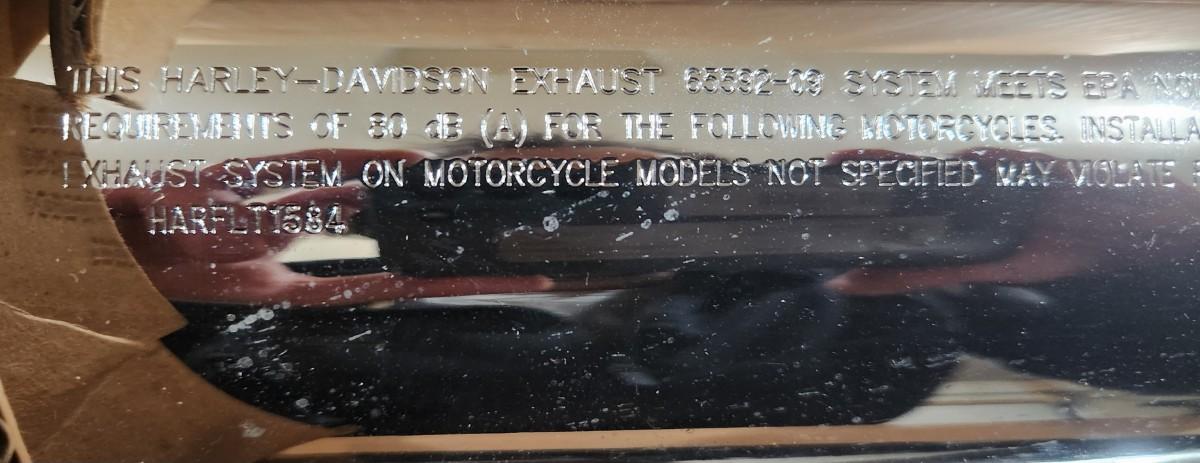 THIS HARLEY-DAVIDSON EXHAUST 65592-09 SYSTEM MEETS EPA
REQUIREMENTS OF 80 dB (A) FOR THE FOLLOWING MOTORCYCLES. INSTALLA
EXHAUST SYSTEM ON MOTORCYCLE MODELS NOT SPECIFIED MAY VIOLATE
HARFLT1584